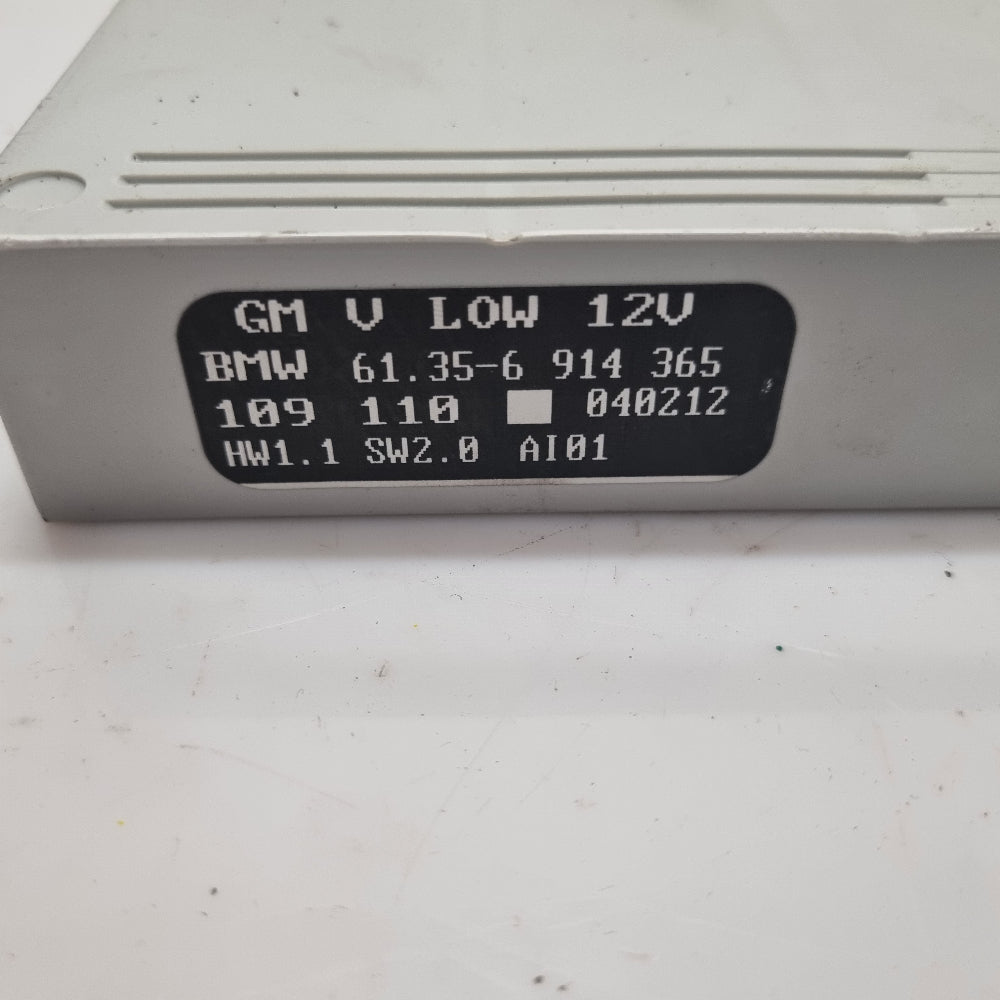 GM V LOW 12V
BMW 61.35-6 914 365
109 110 040212
HW1.1 SW2.0 AI01